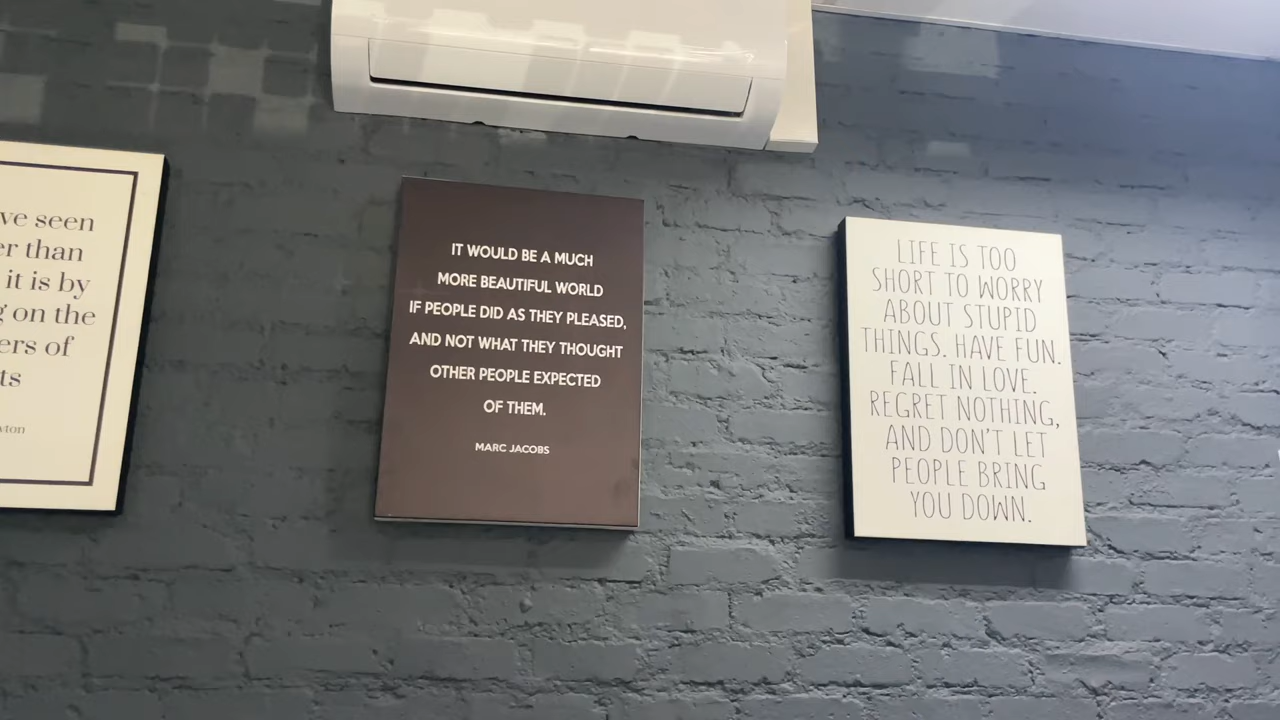 ve seen
than
it is by
on the
of
IT WOULD BE A MUCH
MORE BEAUTIFUL WORLD
IF PEOPLE DID AS THEY PLEASED,
AND NOT WHAT THEY THOUGHT
OTHER PEOPLE EXPECTED
OF THEM.
MARC JACOBS
LIFE IS TOO
SHORT TO WORRY
ABOUT STUPID
THINGS. HAVE FUN.
FALL IN LOVE.
REGRET NOTHING,
AND DON'T LET
PEOPLE BRING
YOU DOWN.